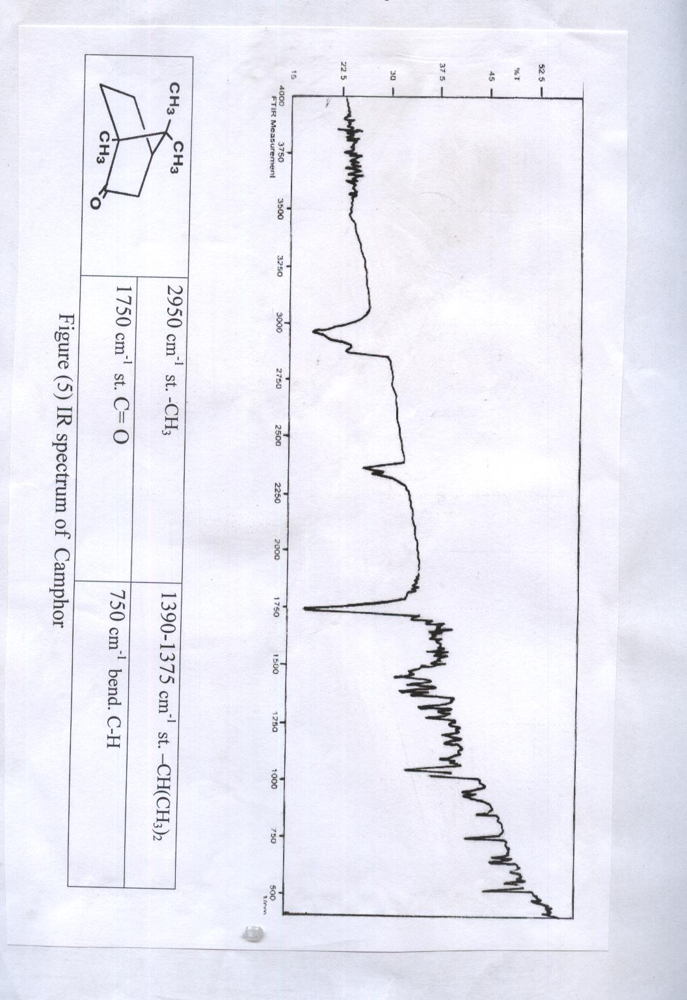 52.5
%T
45
37.5
30
22.5
15
4000 3750 3500 3250 3000 2750 2500 2250 2000 1750 1500 1250 1000 750 500
FTIR Measurement 1/cm
CH3
CH3
CH3
O
2950 cm⁻¹ st. -CH₃
1390-1375 cm⁻¹ st. –CH(CH₃)₂
1750 cm⁻¹ st. C= O
750 cm⁻¹ bend. C-H
Figure (5) IR spectrum of Camphor